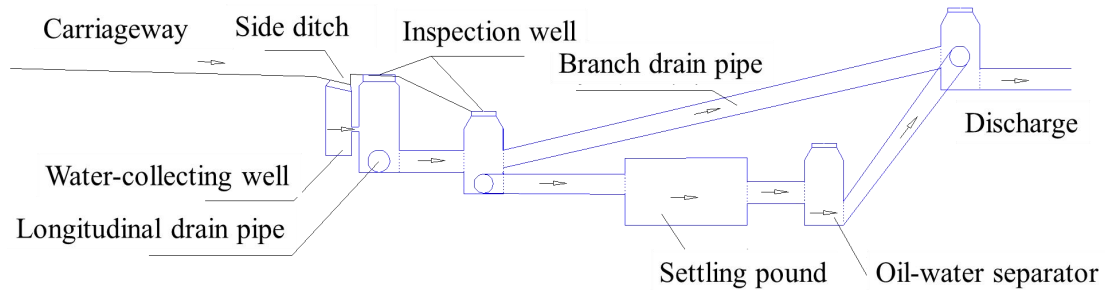 Carriageway
Side ditch
Inspection well
Branch drain pipe
Discharge
Water-collecting well
Longitudinal drain pipe
Settling pound
Oil-water separator